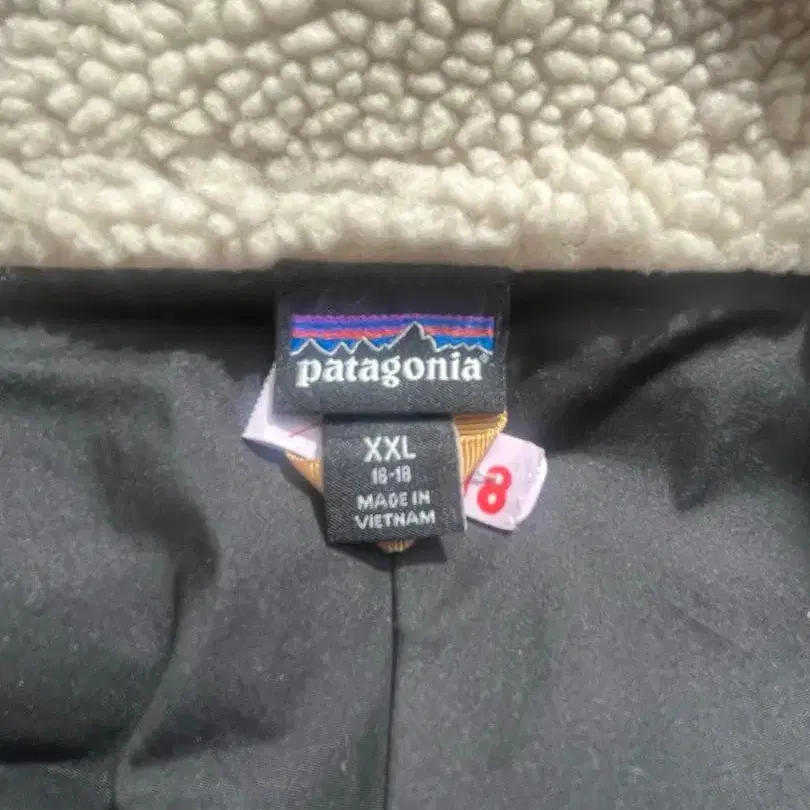 patagonia®
XXL
16-18
MADE IN
VIETNAM
8